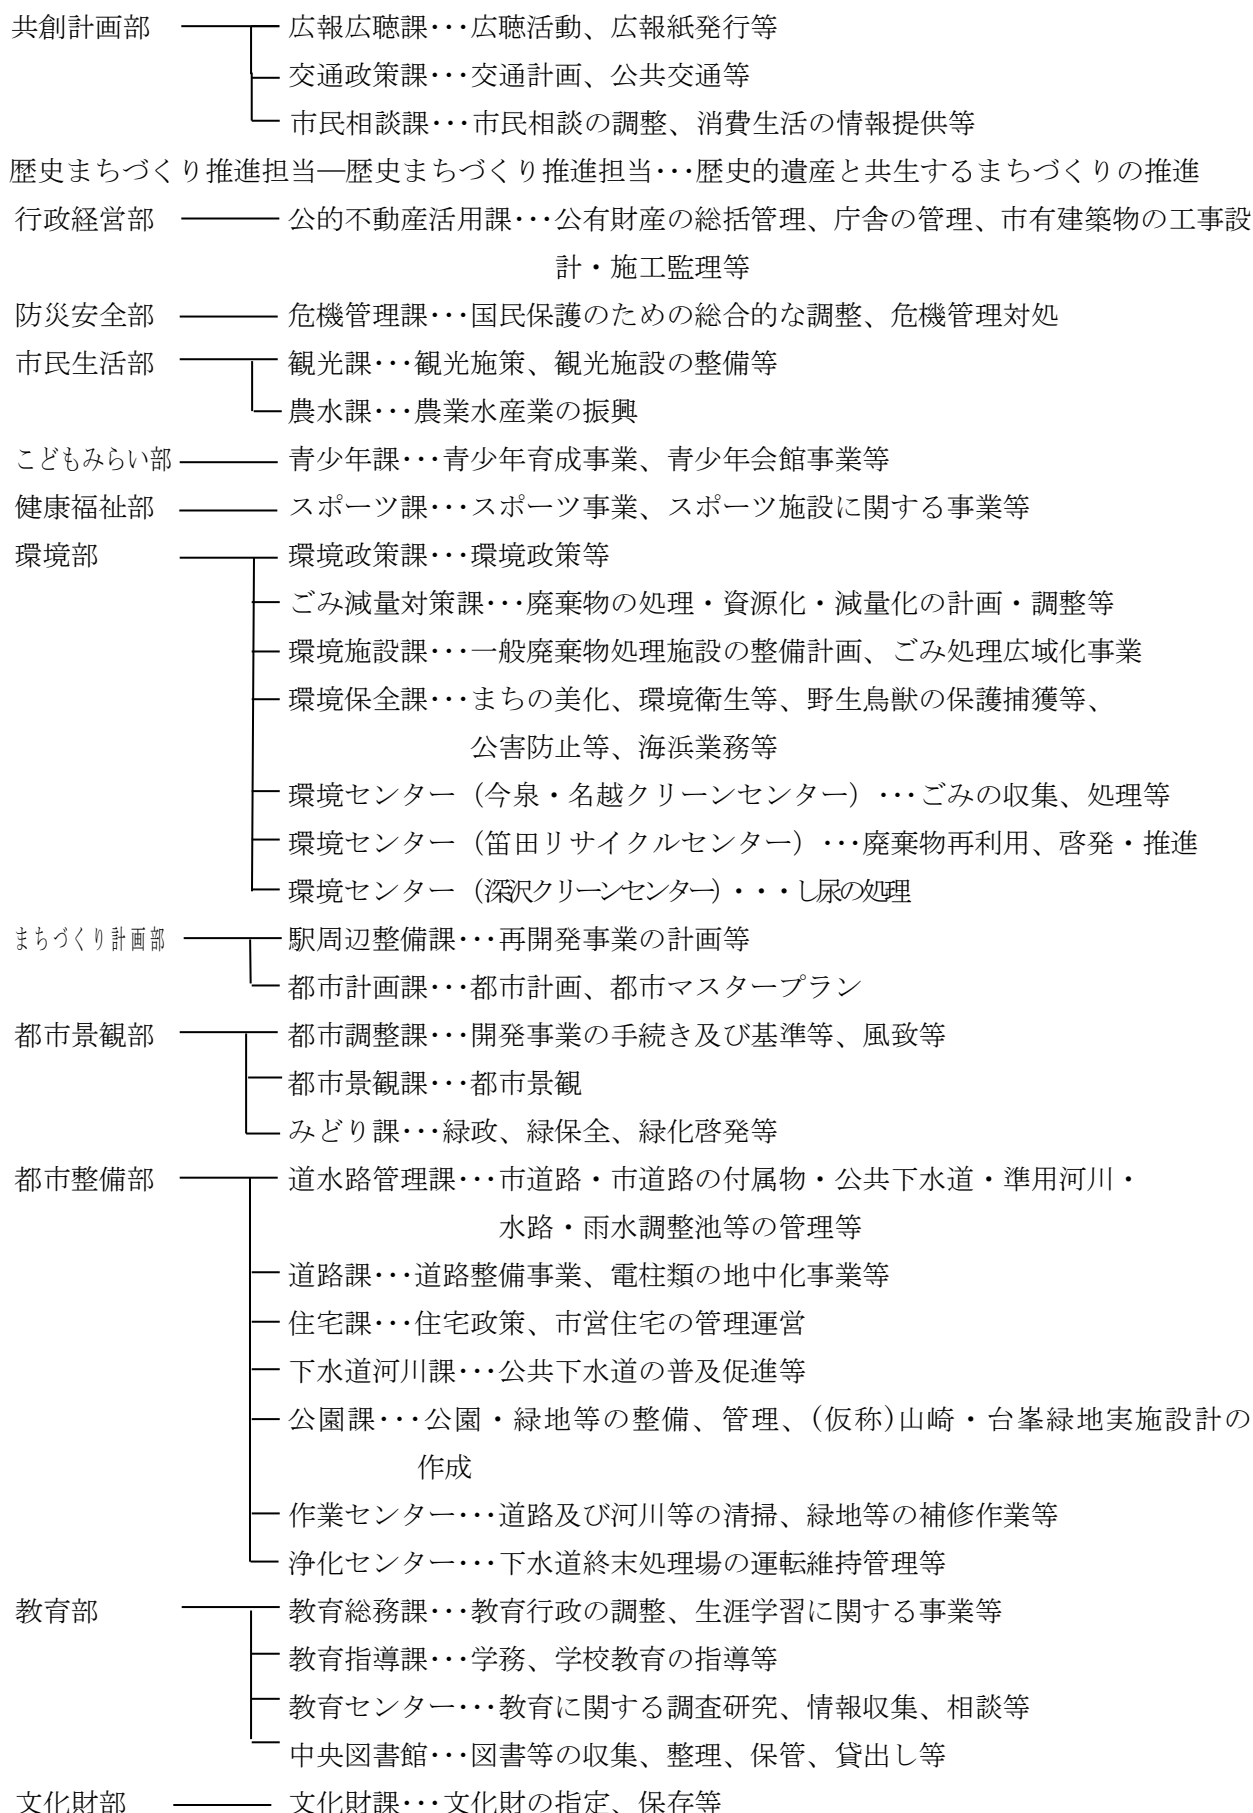 共創計画部 広報広聴課･･･広聴活動、広報紙発行等
交通政策課･･･交通計画、公共交通等
市民相談課･･･市民相談の調整、消費生活の情報提供等
歴史まちづくり推進担当―歴史まちづくり推進担当･･･歴史的遺産と共生するまちづくりの推進
行政経営部 公的不動産活用課･･･公有財産の総括管理、庁舎の管理、市有建築物の工事設
計・施工監理等
防災安全部 危機管理課･･･国民保護のための総合的な調整、危機管理対処
市民生活部 観光課･･･観光施策、観光施設の整備等
農水課･･･農業水産業の振興
こどもみらい部 青少年課･･･青少年育成事業、青少年会館事業等
健康福祉部 スポーツ課･･･スポーツ事業、スポーツ施設に関する事業等
環境部 環境政策課･･･環境政策等
ごみ減量対策課･･･廃棄物の処理・資源化・減量化の計画・調整等
環境施設課･･･一般廃棄物処理施設の整備計画、ごみ処理広域化事業
環境保全課･･･まちの美化、環境衛生等、野生鳥獣の保護捕獲等、
公害防止等、海浜業務等
環境センター（今泉・名越クリーンセンター）･･･ごみの収集、処理等
環境センター（笛田リサイクルセンター）･･･廃棄物再利用、啓発・推進
環境センター（深沢クリーンセンター）・・・し尿の処理
まちづくり計画部 駅周辺整備課･･･再開発事業の計画等
都市計画課･･･都市計画、都市マスタープラン
都市景観部 都市調整課･･･開発事業の手続き及び基準等、風致等
都市景観課･･･都市景観
みどり課･･･緑政、緑保全、緑化啓発等
都市整備部 道水路管理課･･･市道路・市道路の付属物・公共下水道・準用河川・
水路・雨水調整池等の管理等
道路課･･･道路整備事業、電柱類の地中化事業等
住宅課･･･住宅政策、市営住宅の管理運営
下水道河川課･･･公共下水道の普及促進等
公園課･･･公園・緑地等の整備、管理、(仮称)山崎・台峯緑地実施設計の
作成
作業センター･･･道路及び河川等の清掃、緑地等の補修作業等
浄化センター･･･下水道終末処理場の運転維持管理等
教育部 教育総務課･･･教育行政の調整、生涯学習に関する事業等
教育指導課･･･学務、学校教育の指導等
教育センター･･･教育に関する調査研究、情報収集、相談等
中央図書館･･･図書等の収集、整理、保管、貸出し等
文化財部 文化財課･･･文化財の指定、保存等